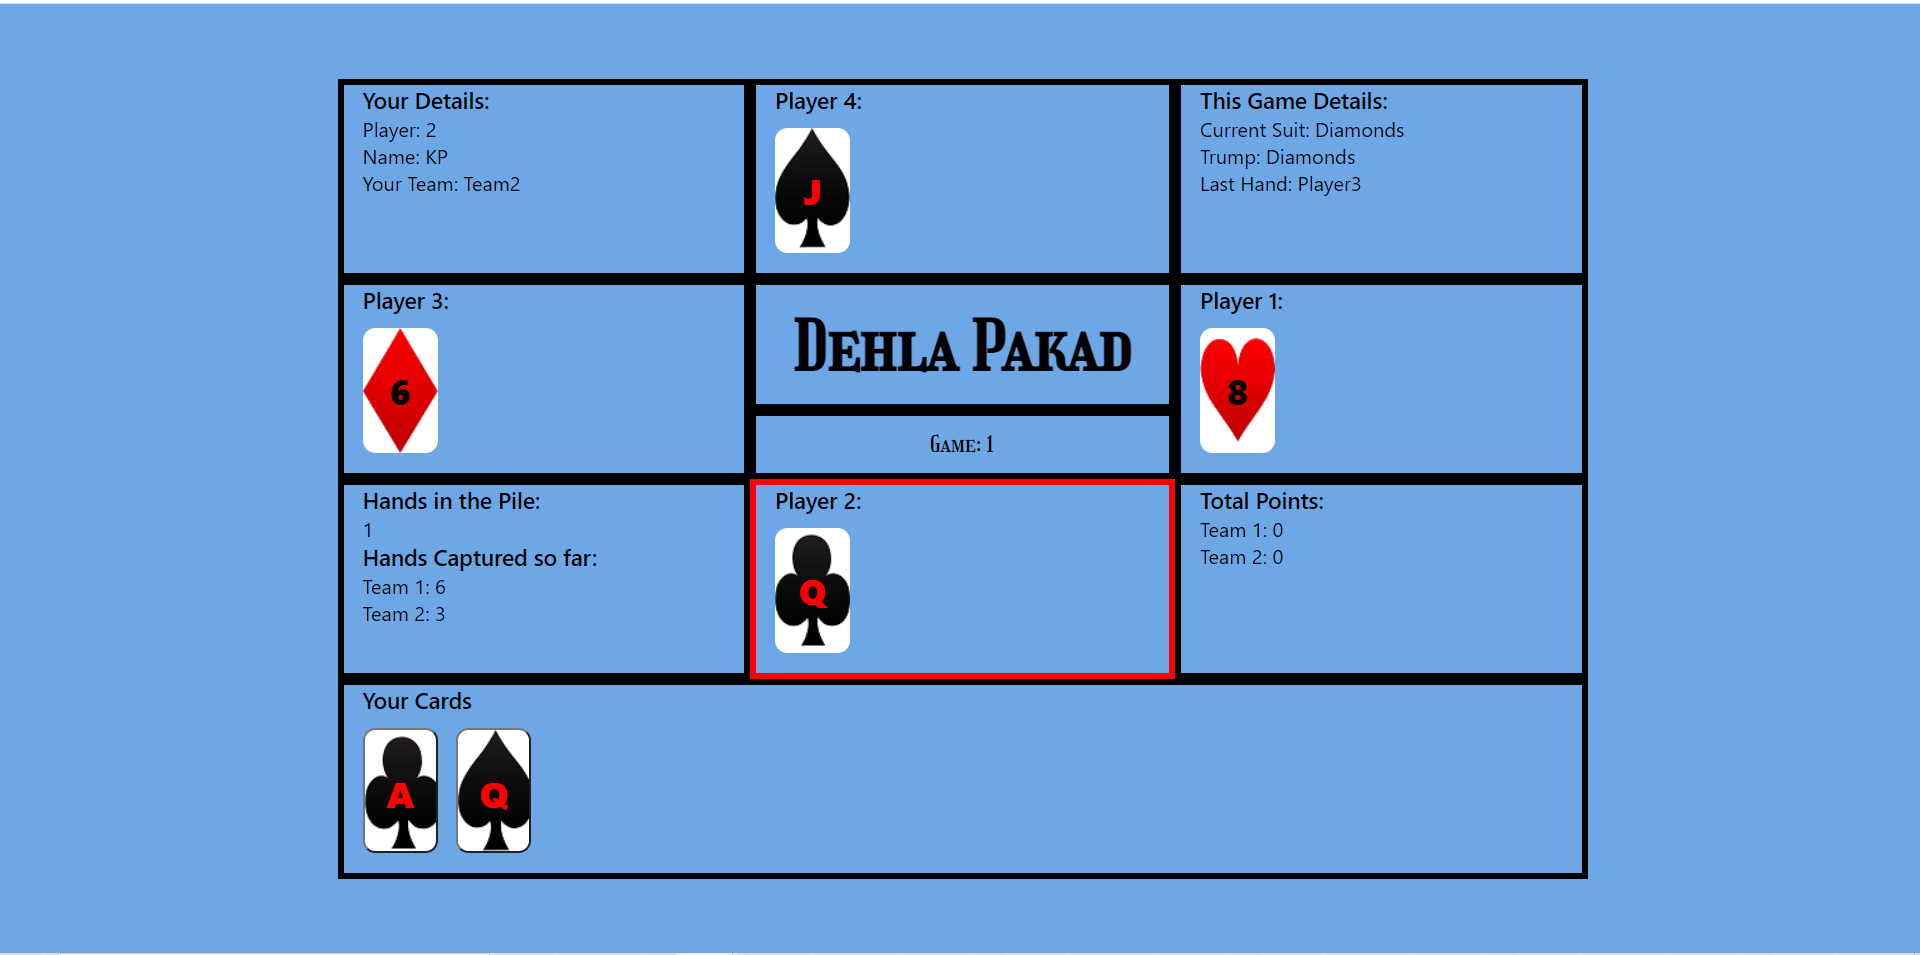 Your Details:
Player: 2
Name: KP
Your Team: Team2
Player 4:
J
This Game Details:
Current Suit: Diamonds
Trump: Diamonds
Last Hand: Player3
Player 3:
6
Dehla Pakad
Game: 1
Player 1:
8
Hands in the Pile:
1
Hands Captured so far:
Team 1: 6
Team 2: 3
Player 2:
Q
Total Points:
Team 1: 0
Team 2: 0
Your Cards
A Q